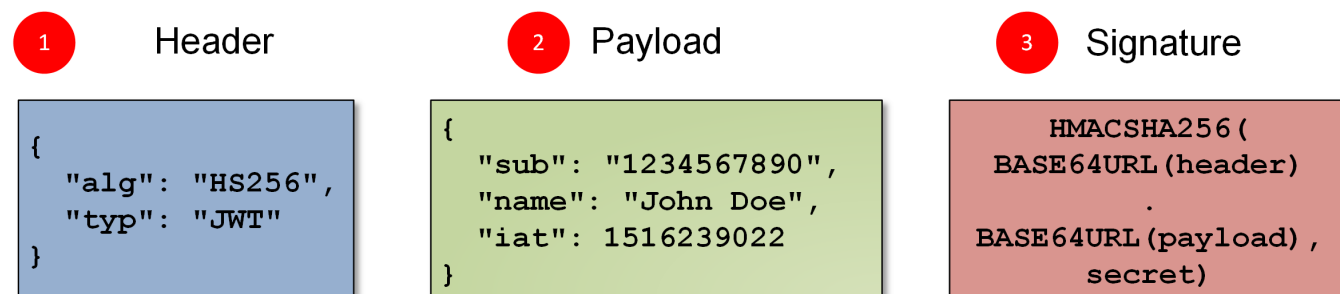 1 Header
{
"alg": "HS256",
"typ": "JWT"
}
2 Payload
{
"sub": "1234567890",
"name": "John Doe",
"iat": 1516239022
}
3 Signature
HMACSHA256(
BASE64URL(header)
.
BASE64URL(payload),
secret)